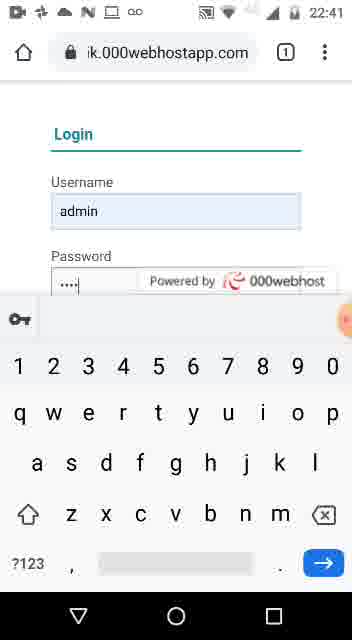 22:41
ik.000webhostapp.com
1
Login
Username
admin
Password
Powered by 000webhost
1 2 3 4 5 6 7 8 9 0
q w e r t y u i o p
a s d f g h j k l
z x c v b n m
?123 , .